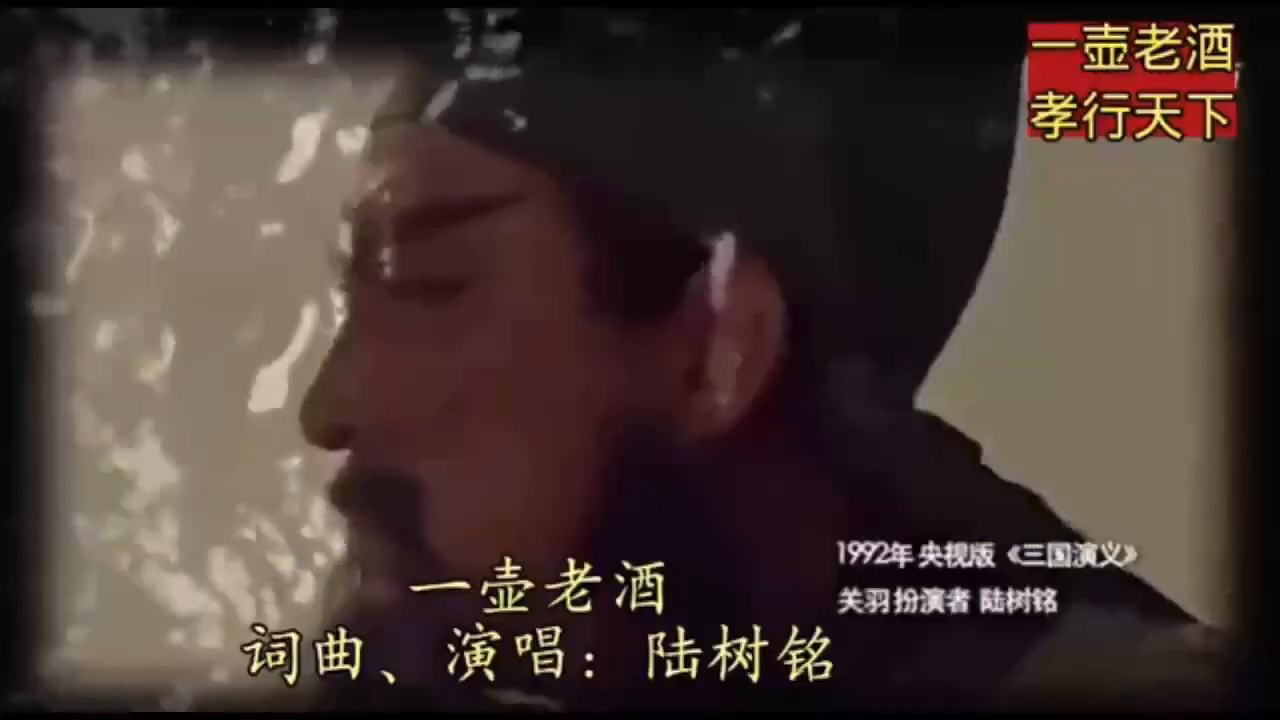 一壶老酒
孝行天下
1992年 央视版《三国演义》
关羽 扮演者 陆树铭
一壶老酒
词曲、演唱：陆树铭